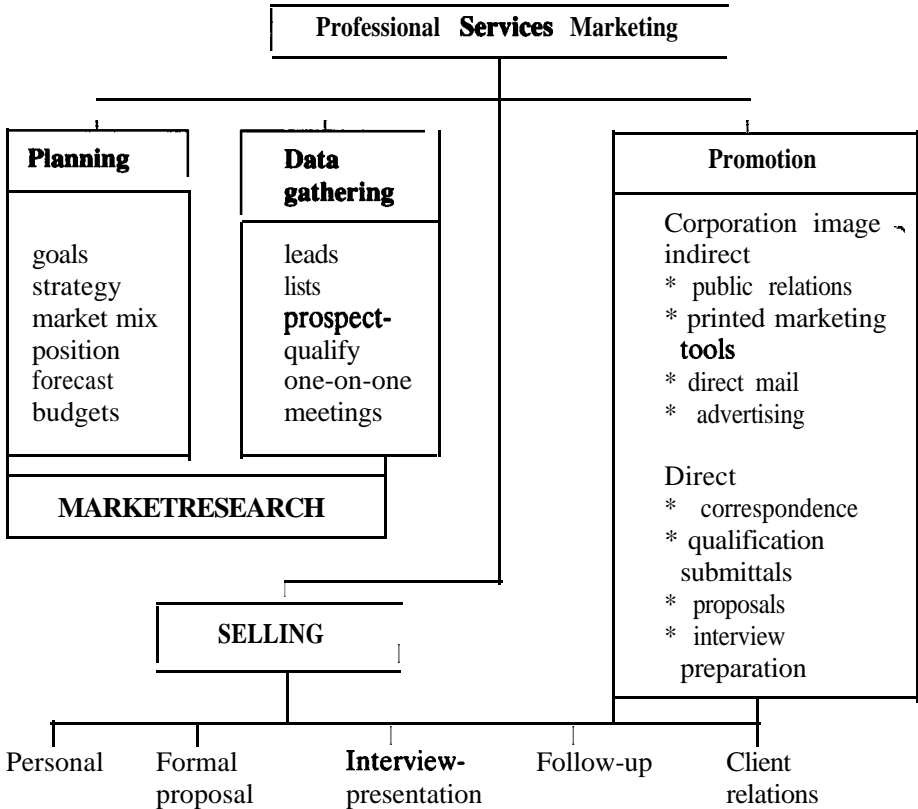 Professional Services Marketing
Planning
goals
strategy
market mix
position
forecast
budgets
Data
gathering
leads
lists
prospect-
qualify
one-on-one
meetings
MARKETRESEARCH
Promotion
Corporation image -
indirect
* public relations
* printed marketing
tools
* direct mail
* advertising
Direct
* correspondence
* qualification
submittals
* proposals
* interview
preparation
SELLING
Personal
Formal
proposal
Interview-
presentation
Follow-up
Client
relations